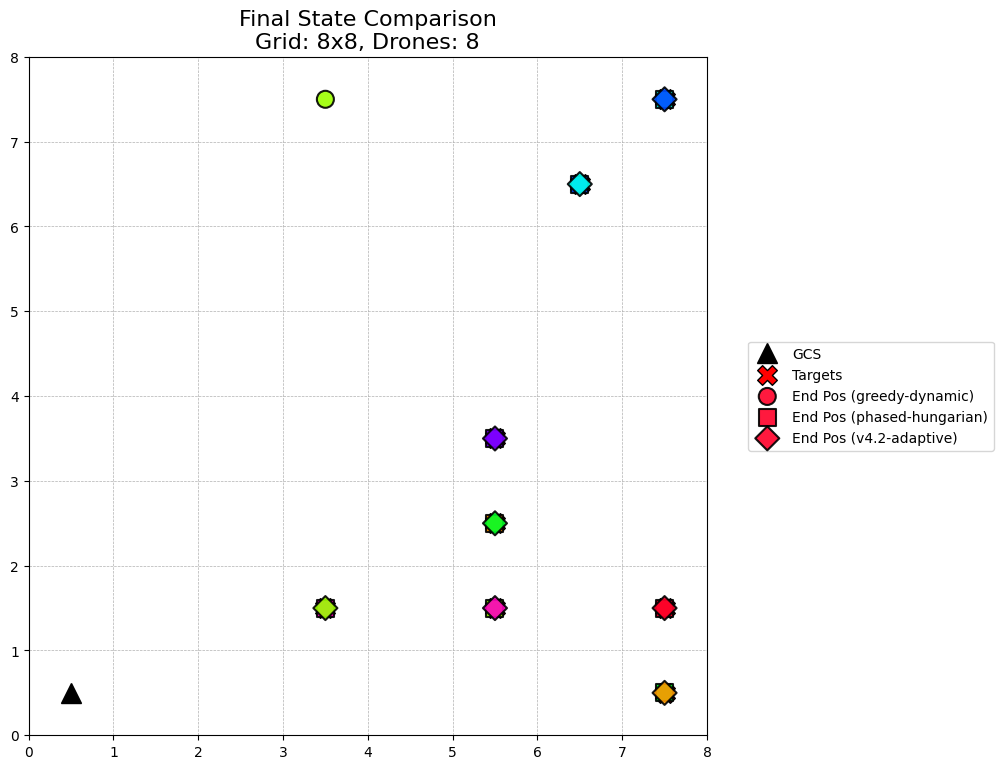 Final State Comparison
Grid: 8x8, Drones: 8
8
7
6
5
4
3
2
1
0
0 1 2 3 4 5 6 7 8
GCS
Targets
End Pos (greedy-dynamic)
End Pos (phased-hungarian)
End Pos (v4.2-adaptive)